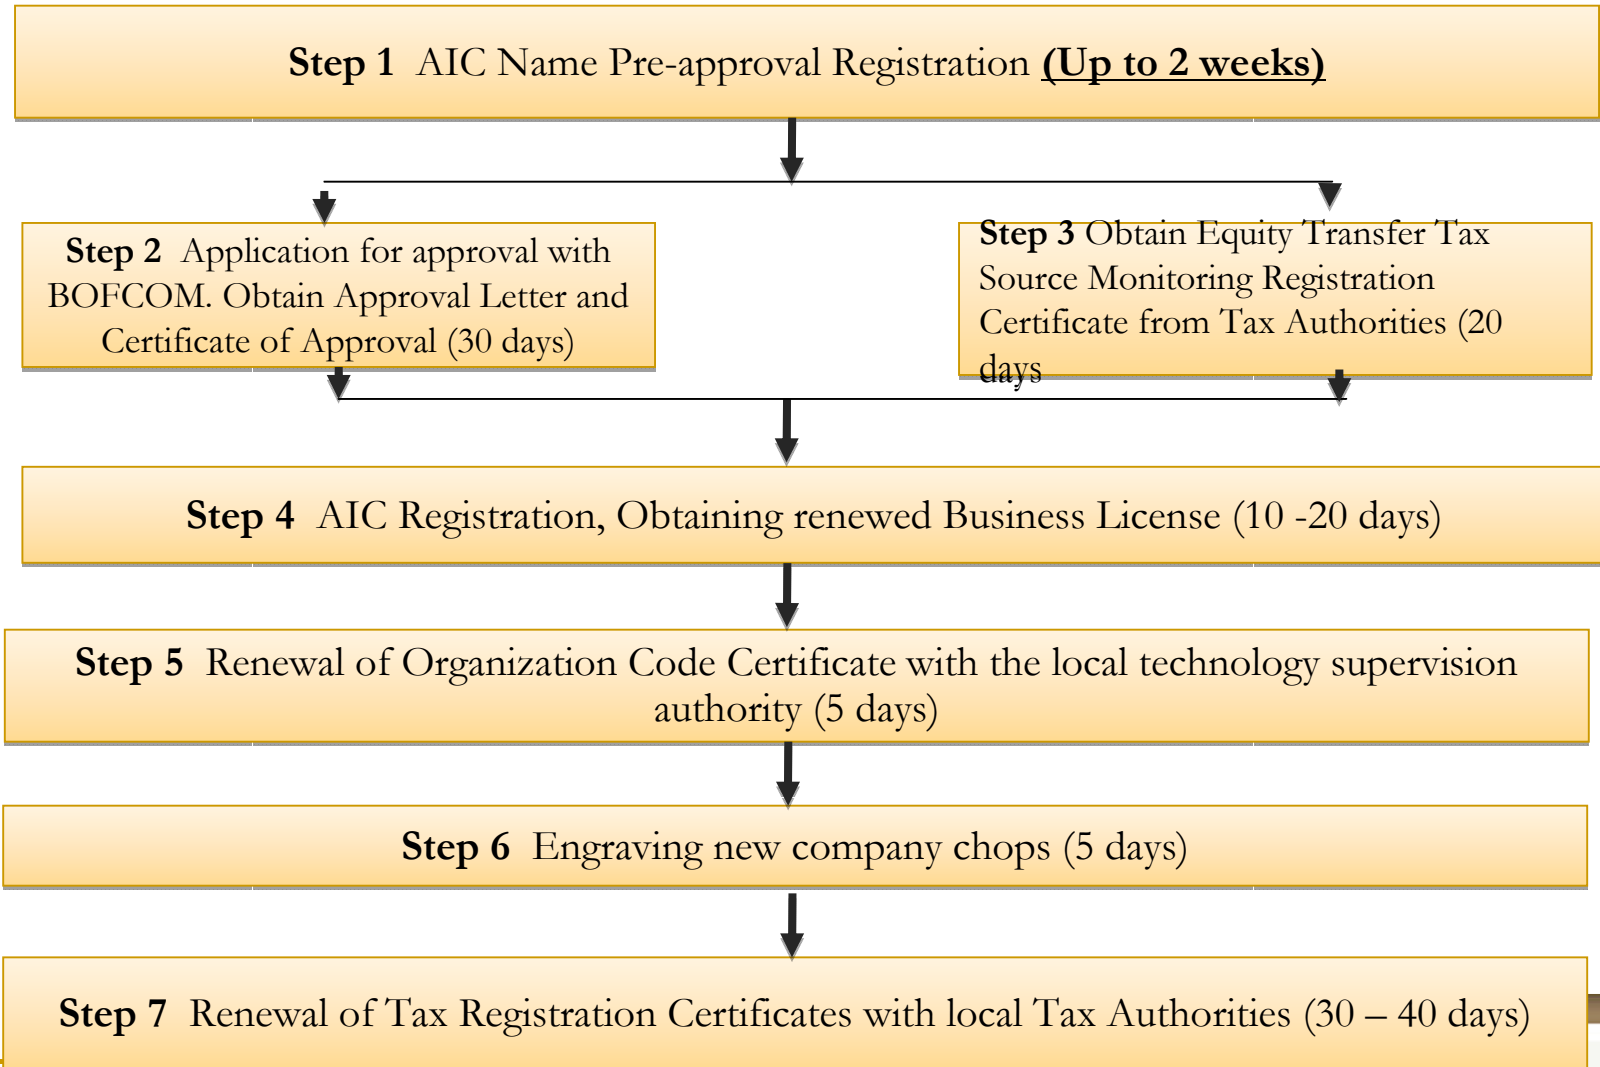 Step 1 AIC Name Pre-approval Registration (Up to 2 weeks)
Step 2 Application for approval with
BOFCOM. Obtain Approval Letter and
Certificate of Approval (30 days)
Step 3 Obtain Equity Transfer Tax
Source Monitoring Registration
Certificate from Tax Authorities (20
days
Step 4 AIC Registration, Obtaining renewed Business License (10 -20 days)
Step 5 Renewal of Organization Code Certificate with the local technology supervision
authority (5 days)
Step 6 Engraving new company chops (5 days)
Step 7 Renewal of Tax Registration Certificates with local Tax Authorities (30 – 40 days)